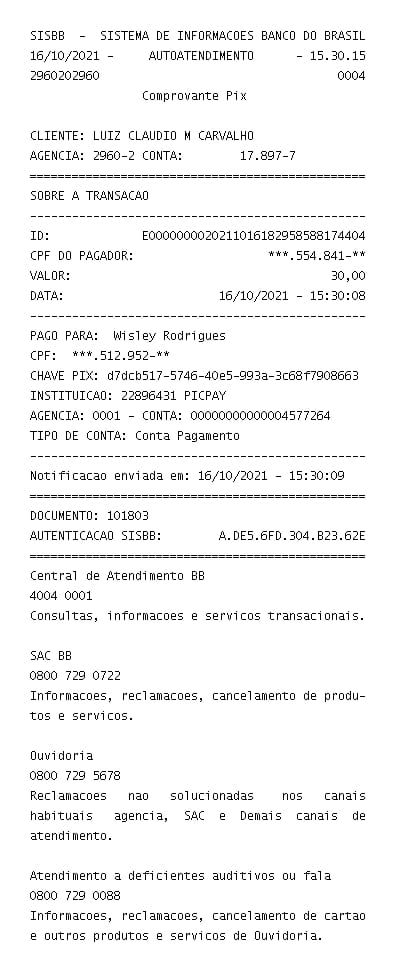 SISBB - SISTEMA DE INFORMACOES BANCO DO BRASIL
16/10/2021 - AUTOATENDIMENTO - 15.30.15
2960202960 0004
Comprovante Pix
CLIENTE: LUIZ CLAUDIO M CARVALHO
AGENCIA: 2960-2 CONTA: 17.897-7
================================================
SOBRE A TRANSACAO
------------------------------------------------
ID: E00000000202110161829585881744​04
CPF DO PAGADOR: ***.554.841-**
VALOR: 30,00
DATA: 16/10/2021 - 15:30:08
------------------------------------------------
PAGO PARA: Wisley Rodrigues
CPF: ***.512.952-**
CHAVE PIX: d7dcb517-5746-40e5-993a-3c68f7908663
INSTITUICAO: 22896431 PICPAY
AGENCIA: 0001 - CONTA: 00000000000004577264
TIPO DE CONTA: Conta Pagamento
------------------------------------------------
Notificacao enviada em: 16/10/2021 - 15:30:09
================================================
DOCUMENTO: 101803
AUTENTICACAO SISBB: A.DE5.6FD.304.B23.62E
================================================
Central de Atendimento BB
4004 0001
Consultas, informacoes e servicos transacionais.
SAC BB
0800 729 0722
Informacoes, reclamacoes, cancelamento de produ-
tos e servicos.
Ouvidoria
0800 729 5678
Reclamacoes nao solucionadas nos canais
habituais agencia, SAC e Demais canais de
atendimento.
Atendimento a deficientes auditivos ou fala
0800 729 0088
Informacoes, reclamacoes, cancelamento de cartao
e outros produtos e servicos de Ouvidoria.